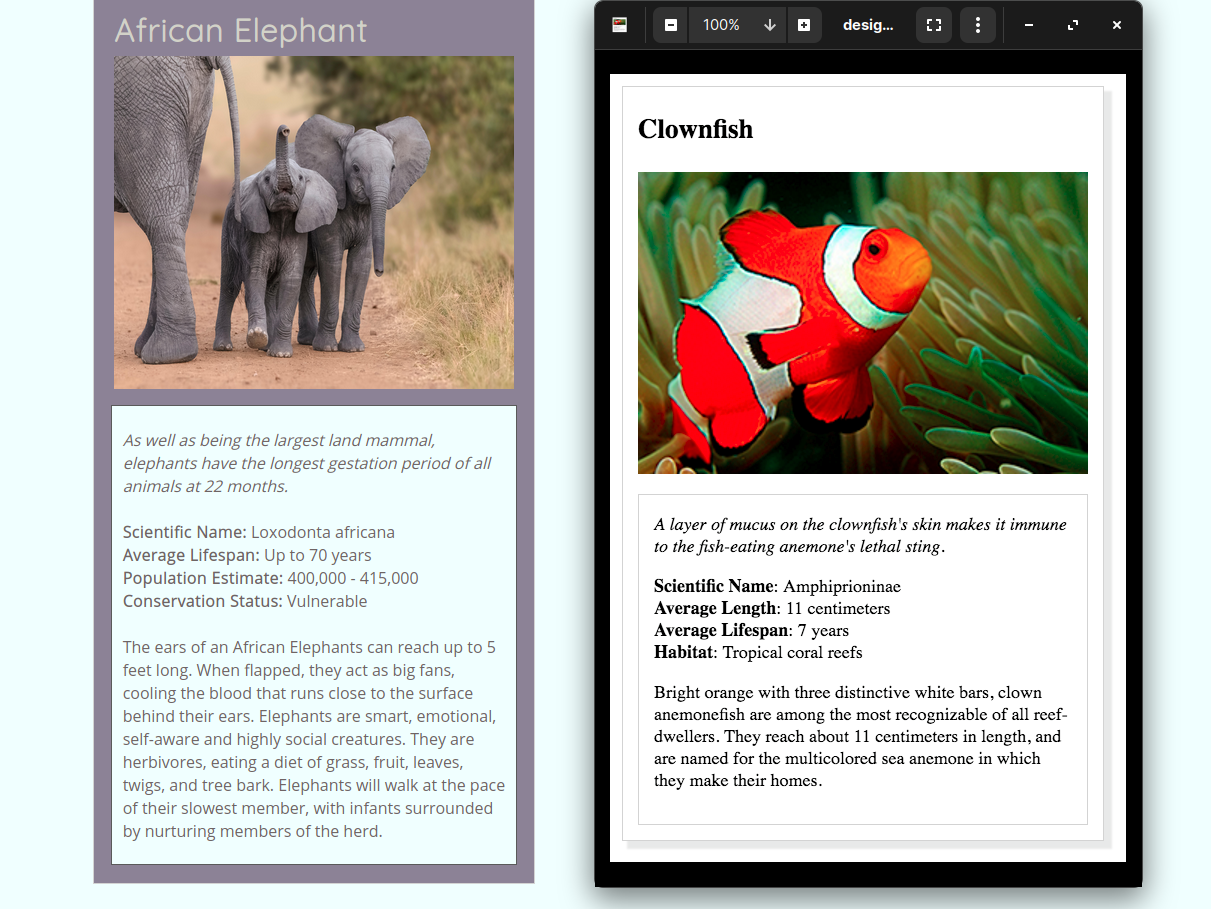 African Elephant
As well as being the largest land mammal,
elephants have the longest gestation period of all
animals at 22 months.
Scientific Name: Loxodonta africana
Average Lifespan: Up to 70 years
Population Estimate: 400,000 - 415,000
Conservation Status: Vulnerable
The ears of an African Elephants can reach up to 5
feet long. When flapped, they act as big fans,
cooling the blood that runs close to the surface
behind their ears. Elephants are smart, emotional,
self-aware and highly social creatures. They are
herbivores, eating a diet of grass, fruit, leaves,
twigs, and tree bark. Elephants will walk at the pace
of their slowest member, with infants surrounded
by nurturing members of the herd.
100%
desig...
Clownfish
A layer of mucus on the clownfish's skin makes it immune
to the fish-eating anemone's lethal sting.
Scientific Name: Amphiprioninae
Average Length: 11 centimeters
Average Lifespan: 7 years
Habitat: Tropical coral reefs
Bright orange with three distinctive white bars, clown
anemonefish are among the most recognizable of all reef-
dwellers. They reach about 11 centimeters in length, and
are named for the multicolored sea anemone in which
they make their homes.